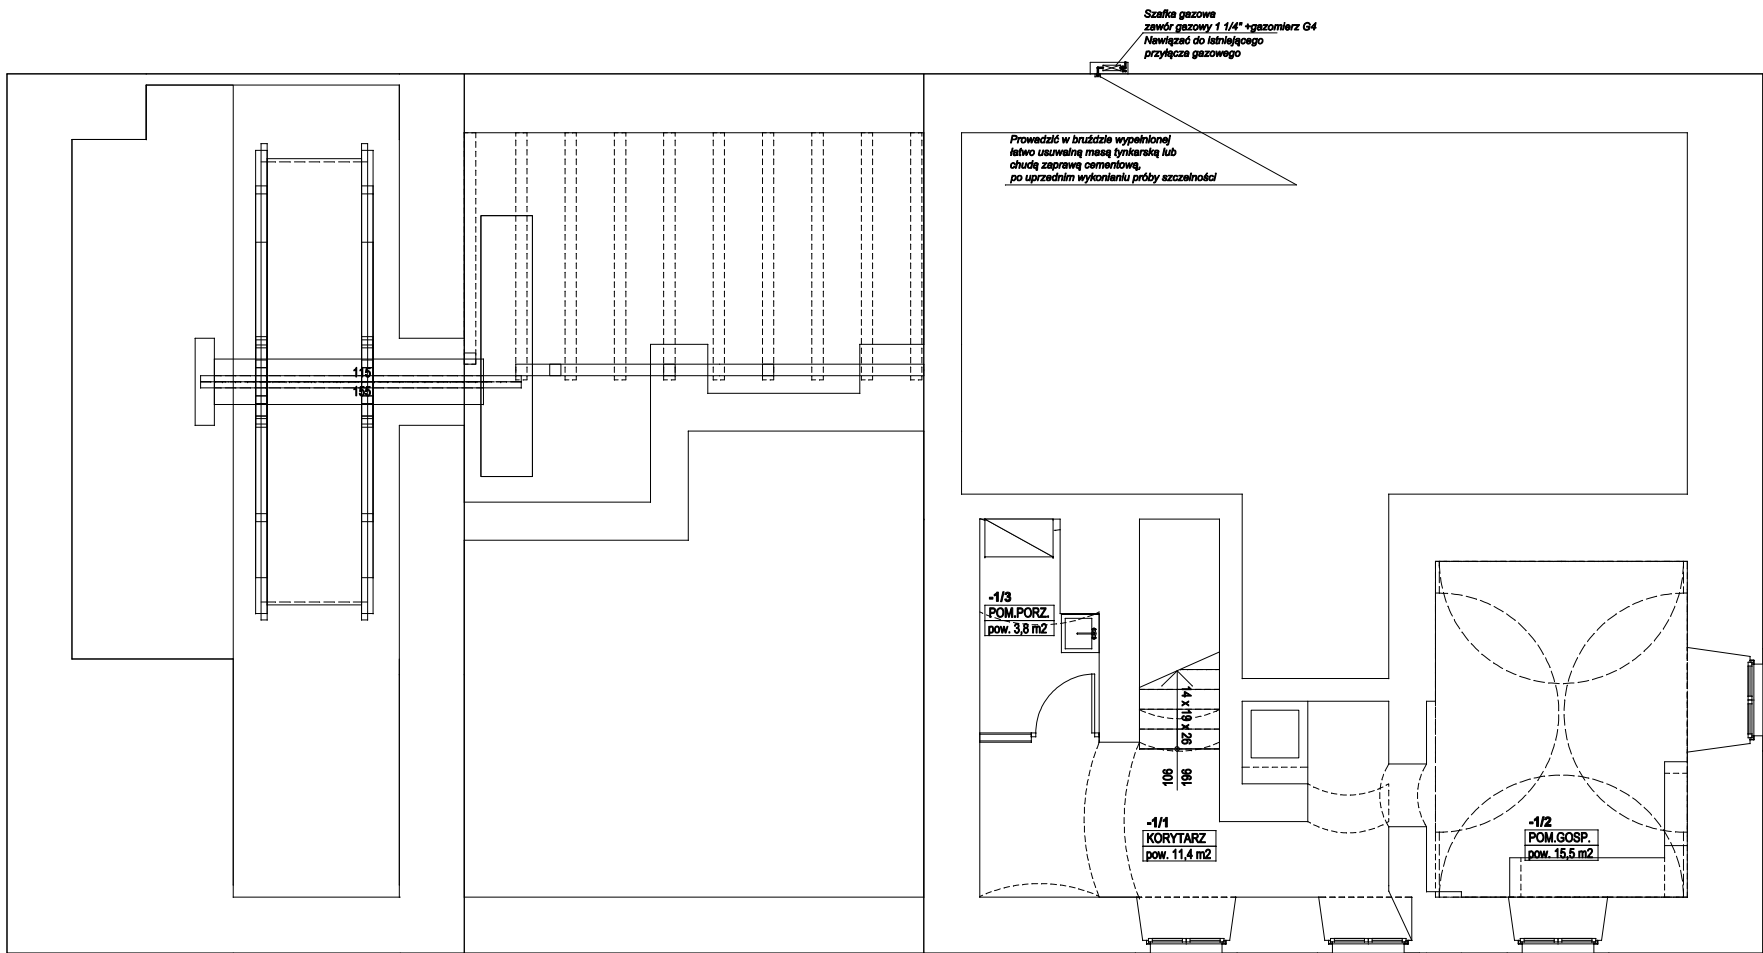 Szafka gazowa
zawór gazowy 1 1/4" +gazomierz G4
Nawiązać do istniejącego
przyłącza gazowego
Prowadzić w bruździe wypełnionej
łatwo usuwalną masą tynkarską lub
chudą zaprawą cementową,
po uprzednim wykonianiu próby szczelności
115
155
-1/3
POM.PORZ.
pow. 3,8 m2
14 x 19 x 26
106
196
-1/1
KORYTARZ
pow. 11,4 m2
-1/2
POM.GOSP.
pow. 15,5 m2